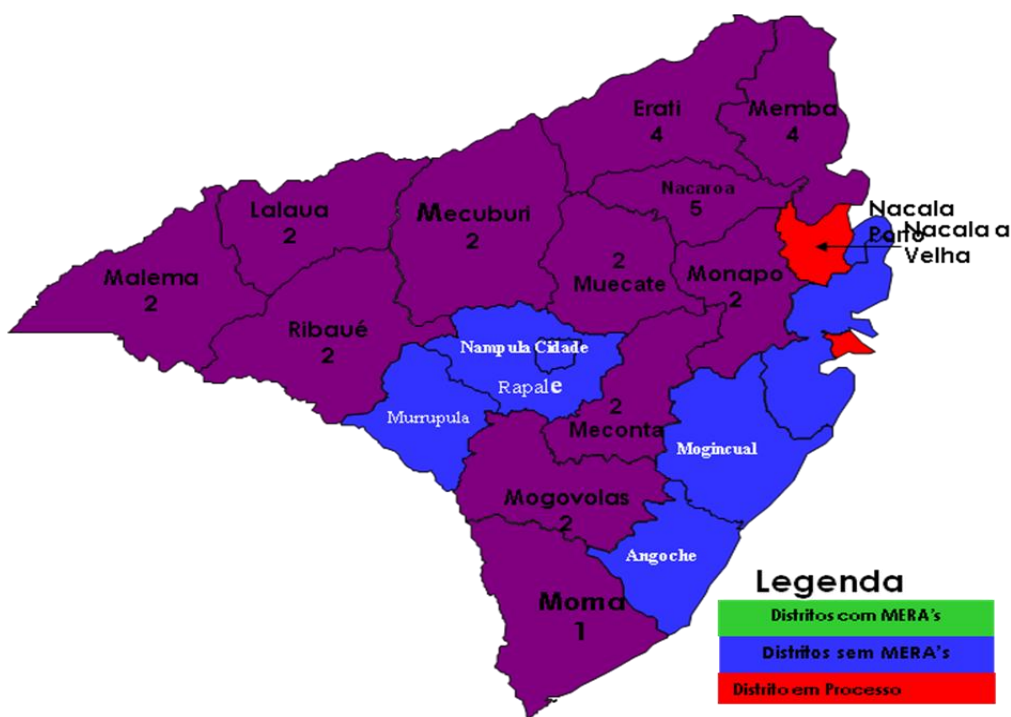 Erati
4
Memba
4
Nacaroa
5
Lalaua
2
Mecuburi
2
Nacala
Nacala a
Velha
Malema
2
2
Muecate
Monapo
2
Ribaué
2
Nampula Cidade
Rapale
Murrupula
2
Meconta
Mogincual
Mogovolas
2
Angoche
Moma
1
Legenda
Distritos com MERA's
Distritos sem MERA's
Distrito em Processo